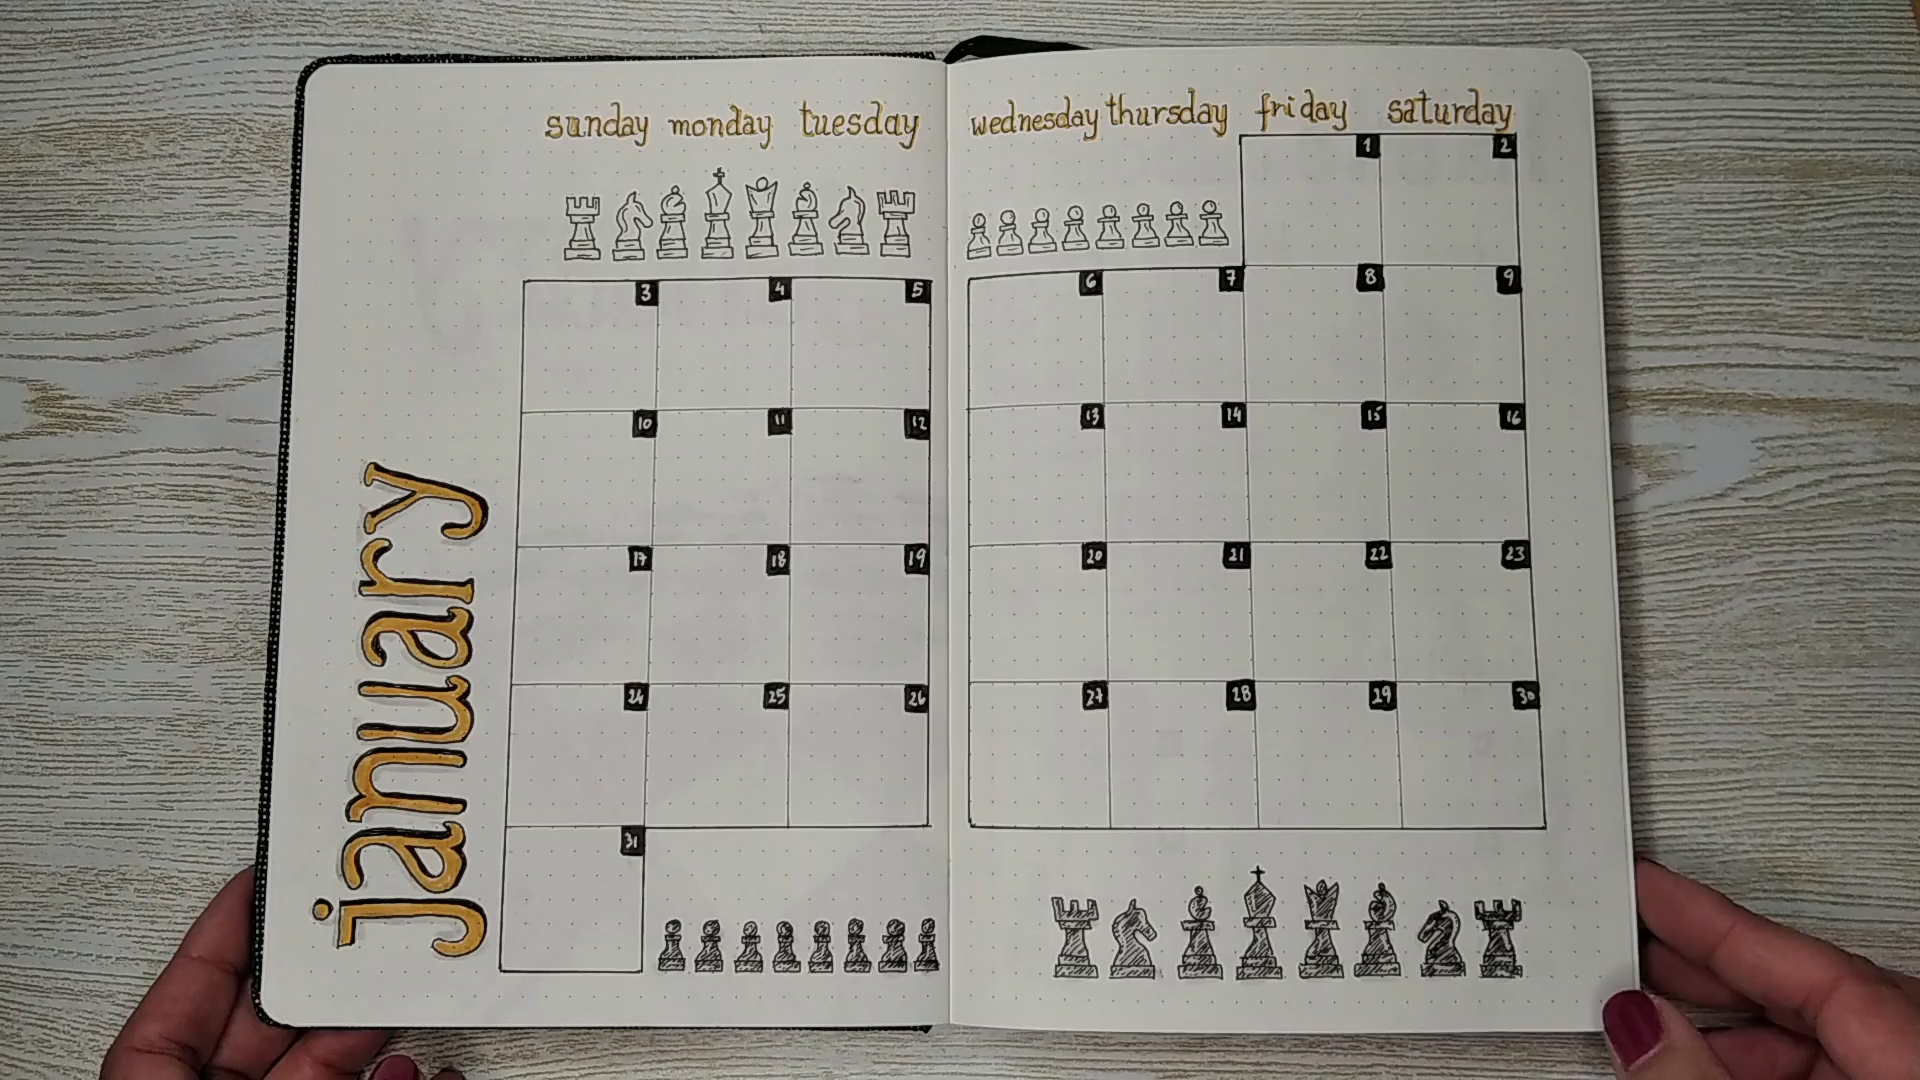 sunday monday tuesday wednesday thursday friday saturday
1 2
3 4 5 6 7 8 9
10 11 12 13 14 15 16
17 18 19 20 21 22 23
24 25 26 27 28 29 30
31
january